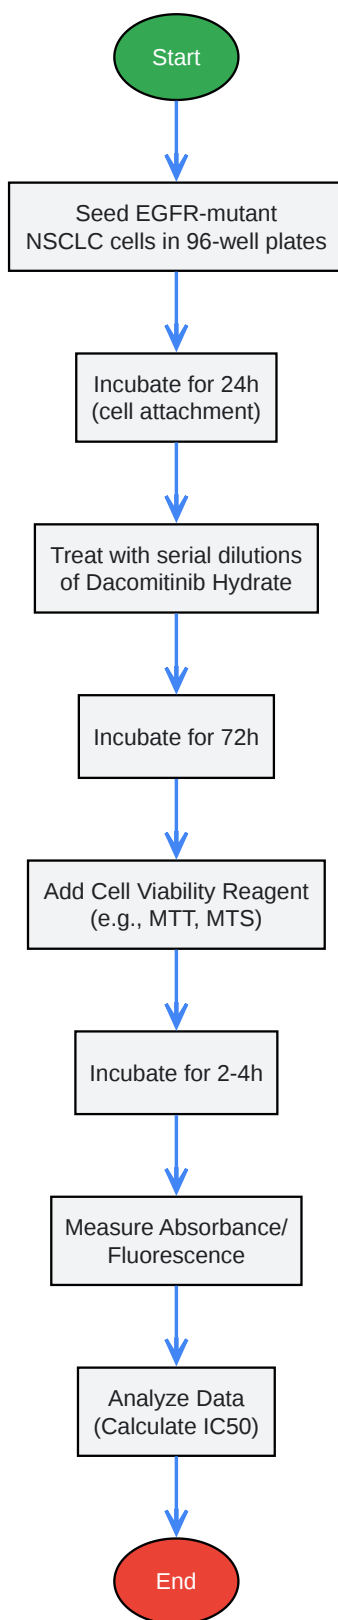 Start
Seed EGFR-mutant
NSCLC cells in 96-well plates
Incubate for 24h
(cell attachment)
Treat with serial dilutions
of Dacomitinib Hydrate
Incubate for 72h
Add Cell Viability Reagent
(e.g., MTT, MTS)
Incubate for 2-4h
Measure Absorbance/
Fluorescence
Analyze Data
(Calculate IC50)
End